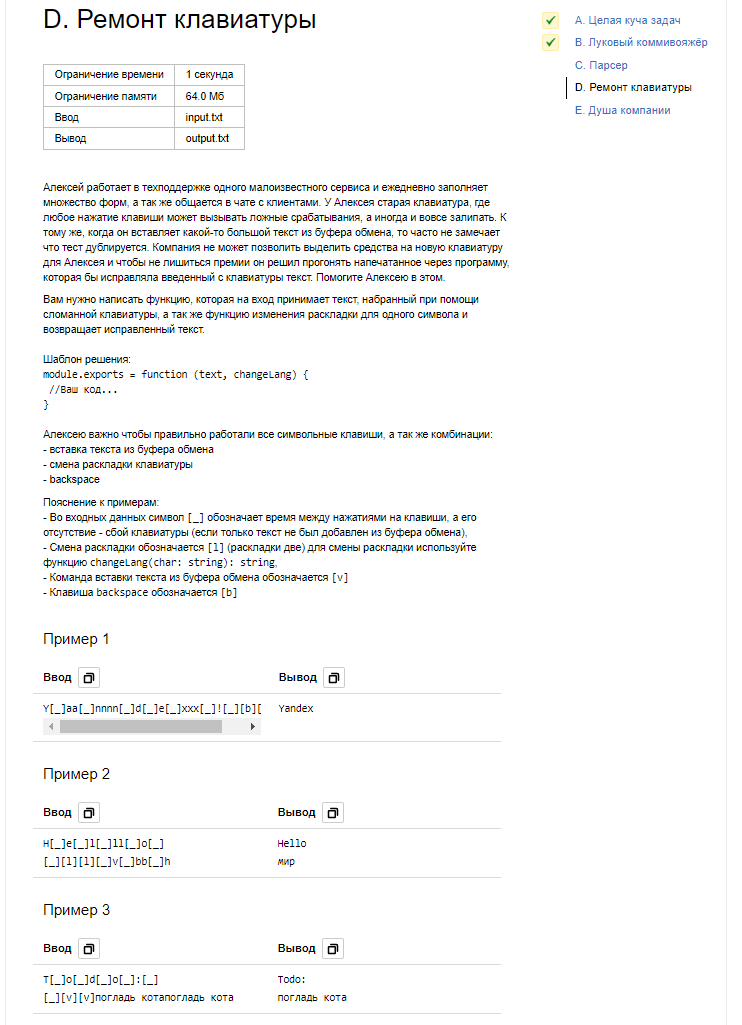 D. Ремонт клавиатуры
A. Целая куча задач
B. Луковый коммивояжёр
C. Парсер
D. Ремонт клавиатуры
E. Душа компании
Ограничение времени 1 секунда
Ограничение памяти 64.0 Мб
Ввод input.txt
Вывод output.txt
Алексей работает в техподдержке одного малоизвестного сервиса и ежедневно заполняет
множество форм, а так же общается в чате с клиентами. У Алексея старая клавиатура, где
любое нажатие клавиши может вызывать ложные срабатывания, а иногда и вовсе залипать. К
тому же, когда он вставляет какой-то большой текст из буфера обмена, то часто не замечает
что тест дублируется. Компания не может позволить выделить средства на новую клавиатуру
для Алексея и чтобы не лишиться премии он решил прогонять напечатанное через программу,
которая бы исправляла введенный с клавиатуры текст. Помогите Алексею в этом.
Вам нужно написать функцию, которая на вход принимает текст, набранный при помощи
сломанной клавиатуры, а так же функцию изменения раскладки для одного символа и
возвращает исправленный текст.
Шаблон решения:
module.exports = function (text, changeLang) {
//Ваш код...
}
Алексею важно чтобы правильно работали все символьные клавиши, а так же комбинации:
- вставка текста из буфера обмена
- смена раскладки клавиатуры
- backspace
Пояснение к примерам:
- Во входных данных символ [_] обозначает время между нажатиями на клавиши, а его
отсутствие - сбой клавиатуры (если только текст не был добавлен из буфера обмена),
- Смена раскладки обозначается [l] (раскладки две) для смены раскладки используйте
функцию changeLang(char: string): string,
- Команда вставки текста из буфера обмена обозначается [v]
- Клавиша backspace обозначается [b]
Пример 1
Ввод Вывод
Y[_]aa[_]nnnn[_]d[_]e[_]xxx[_]![_][b][ Yandex
Пример 2
Ввод Вывод
H[_]e[_]l[_]ll[_]o[_] Hello
[_][l][l][_]v[_]bb[_]h мир
Пример 3
Ввод Вывод
T[_]o[_]d[_]o[_]:[_] Todo:
[_][v][v]погладь котапогладь кота погладь кота